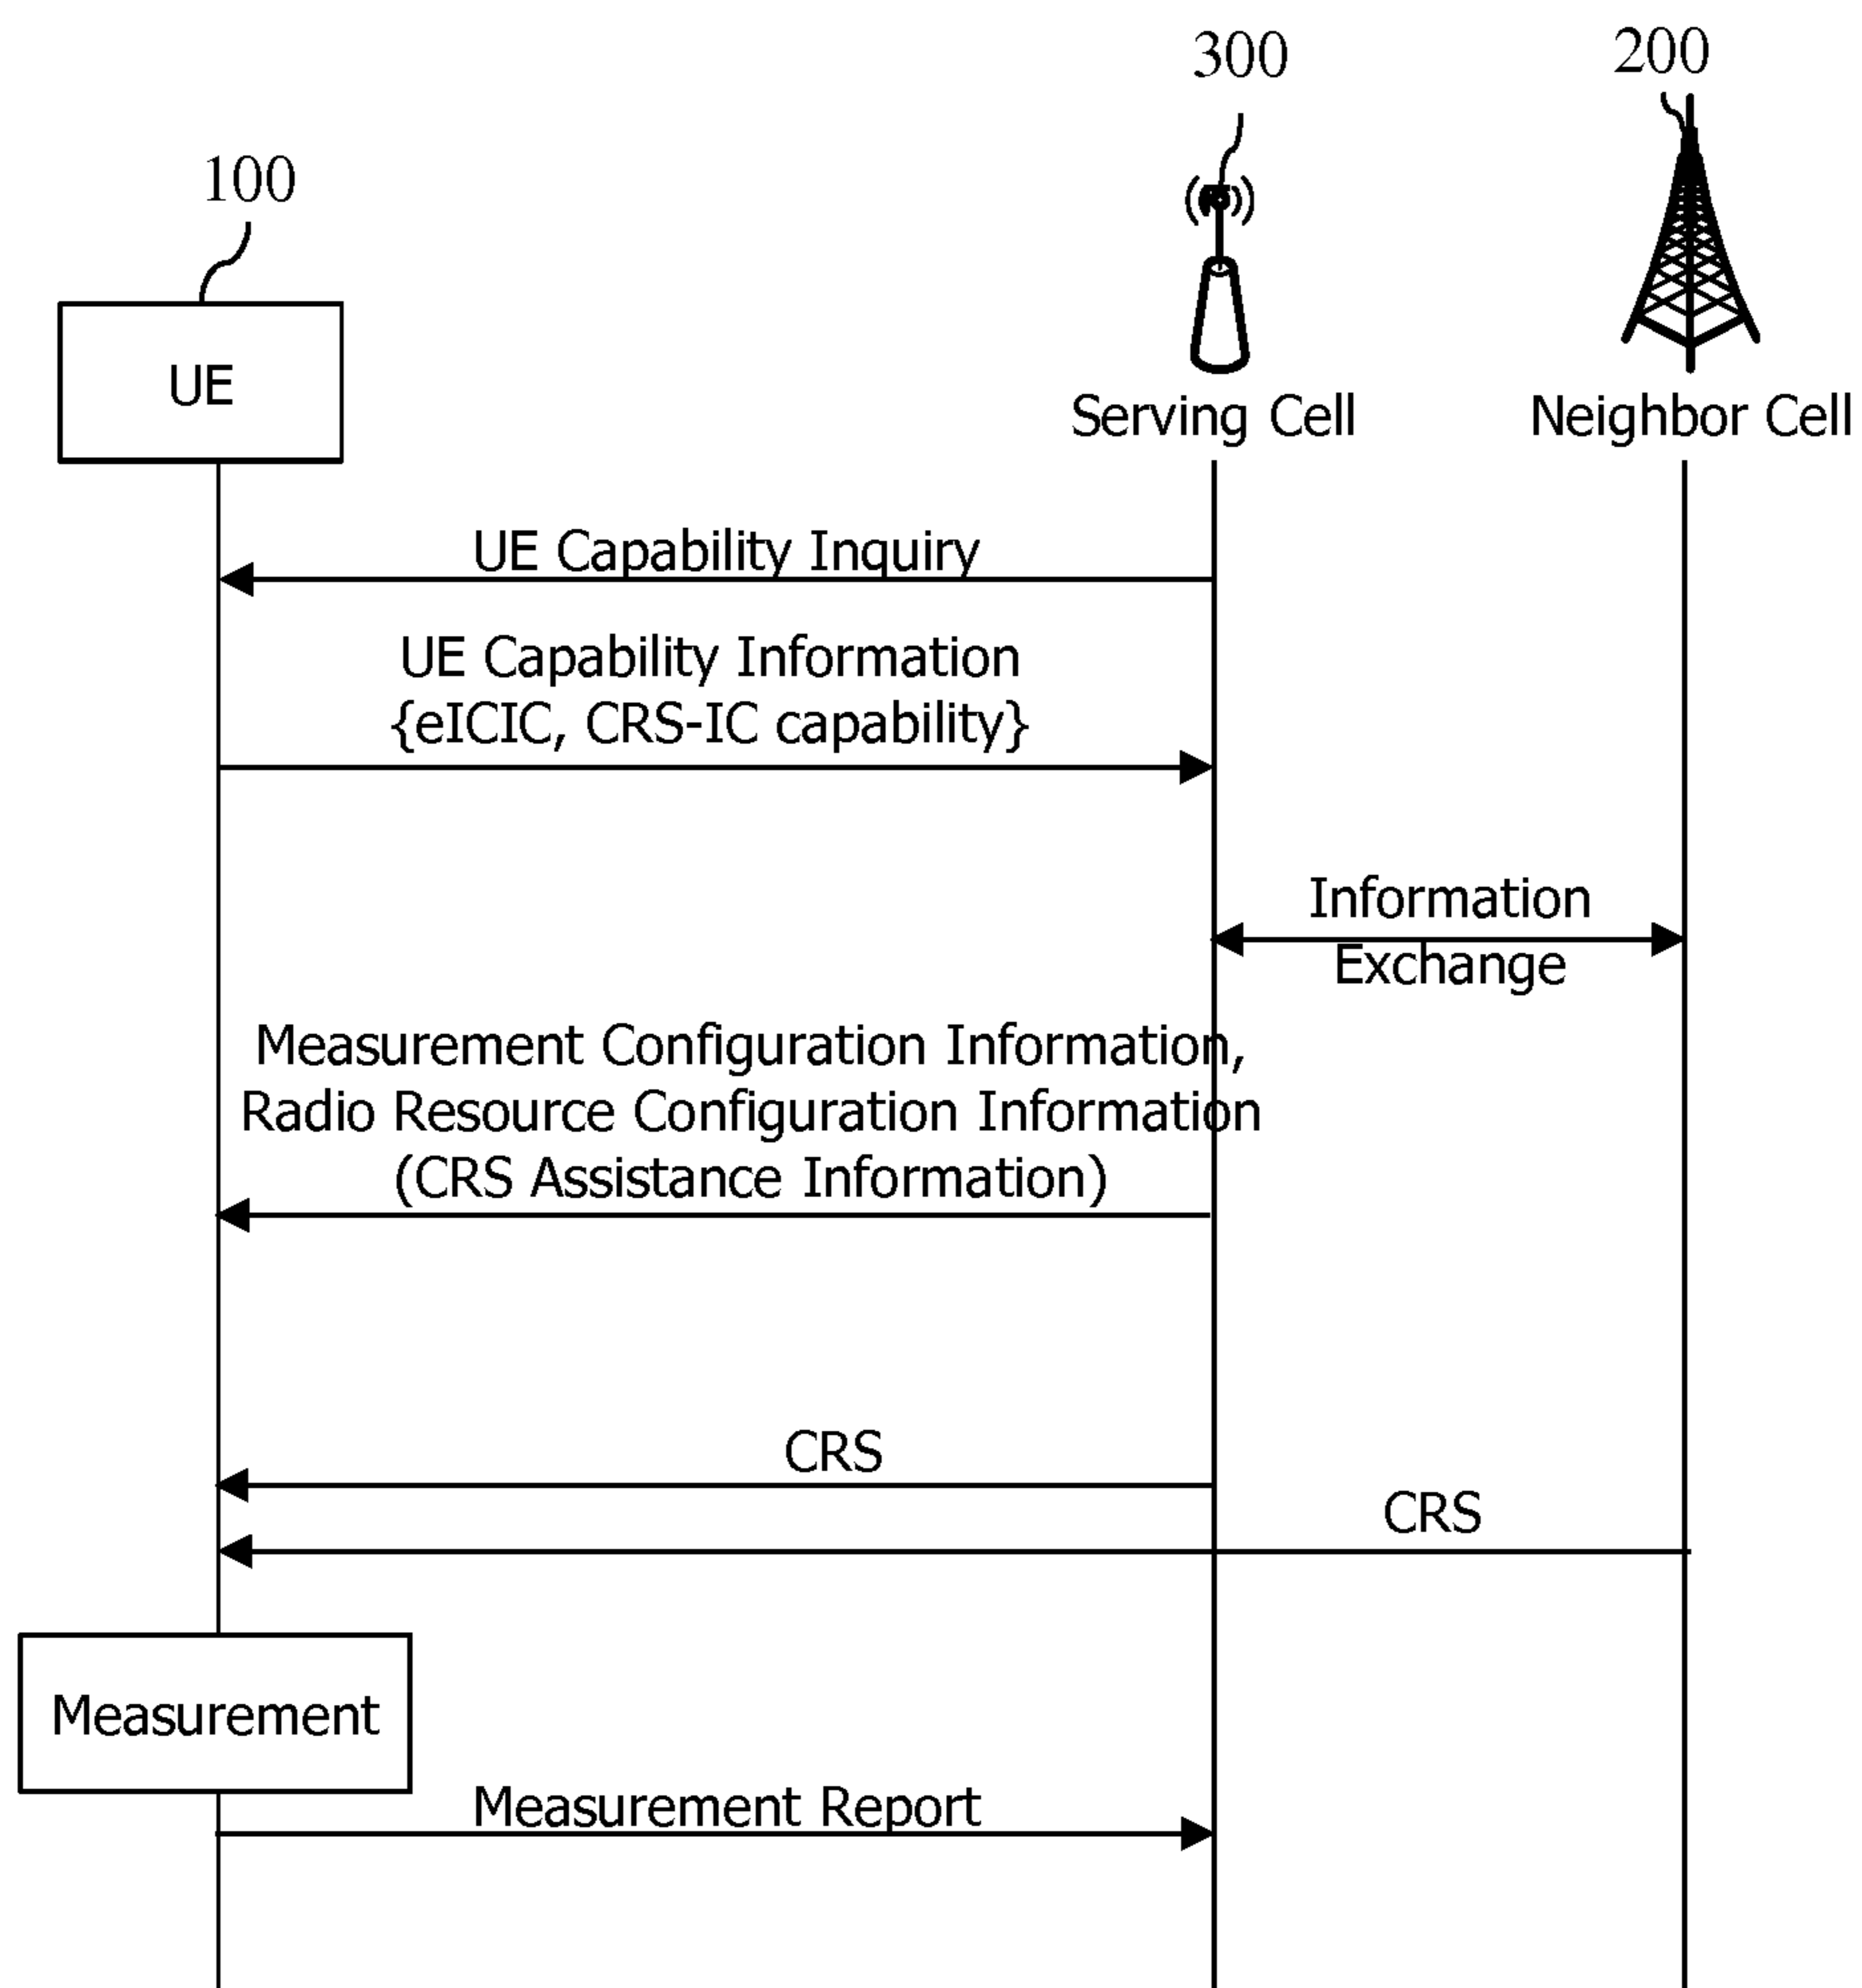 300
200
100
UE
Serving Cell
Neighbor Cell
UE Capability Inquiry
UE Capability Information
{eICIC, CRS-IC capability}
Information
Exchange
Measurement Configuration Information,
Radio Resource Configuration Information
(CRS Assistance Information)
CRS
CRS
Measurement
Measurement Report